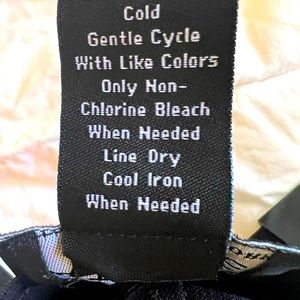 Cold
Gentle Cycle
With Like Colors
Only Non-
Chlorine Bleach
When Needed
Line Dry
Cool Iron
When Needed